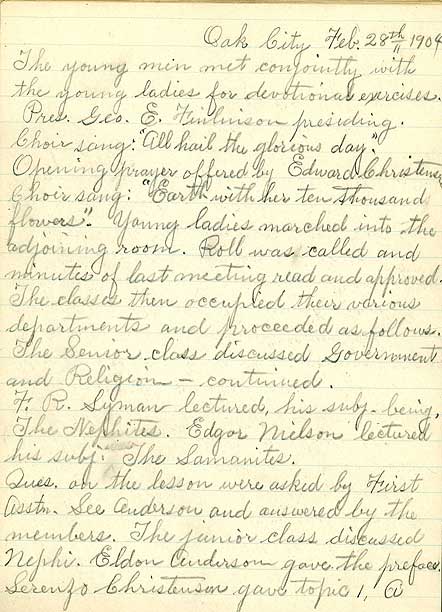 Oak City Feb. 28th 1904
The young men met conjointly with
the young ladies for devotional exercises.
Pres. Geo. E. Finlinson presiding.
Choir sang: "All hail the glorious day".
Opening prayer offered by Edward Christensen
Choir sang: "Earth with her ten thousand
flowers". Young ladies marched into the
adjoining room. Roll was called and
minutes of last meeting read and approved.
The classes then occupied their various
departments and proceeded as follows.
The Senior class discussed Government
and Religion - continued.
F. R. Lyman lectured, his subj. being,
The Nephites. Edgar Nielson lectured
his subj. The Lamanites.
Ques. on the lesson were asked by First
Asstn. Lee Anderson and answered by the
members. The junior class discussed
Nephi. Eldon Anderson gave the preface.
Lerenzo Christenson gave topic 1, a